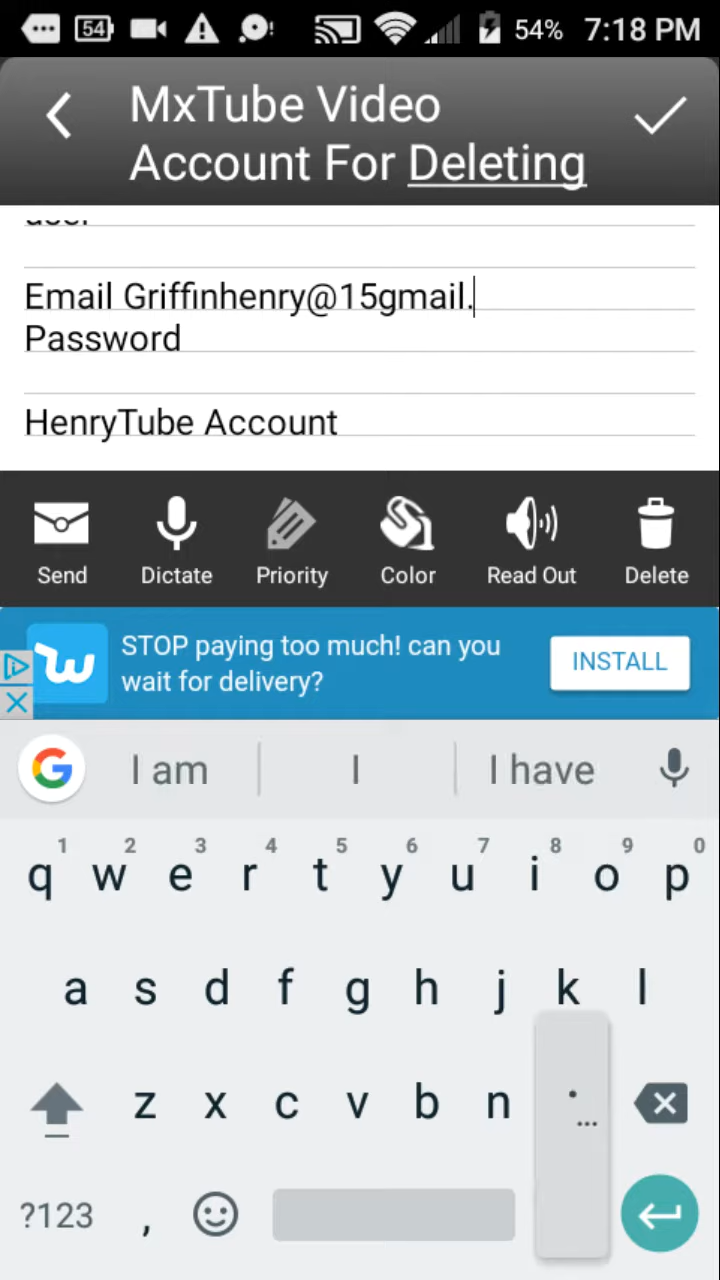 54
54%
7:18 PM
MxTube Video
Account For Deleting
user
Email Griffinhenry@15gmail.
Password
HenryTube Account
Send
Dictate
Priority
Color
Read Out
Delete
STOP paying too much! can you
wait for delivery?
INSTALL
I am
I
I have
1 2 3 4 5 6 7 8 9 0
q w e r t y u i o p
a s d f g h j k l
z x c v b n . ...
?123 ,